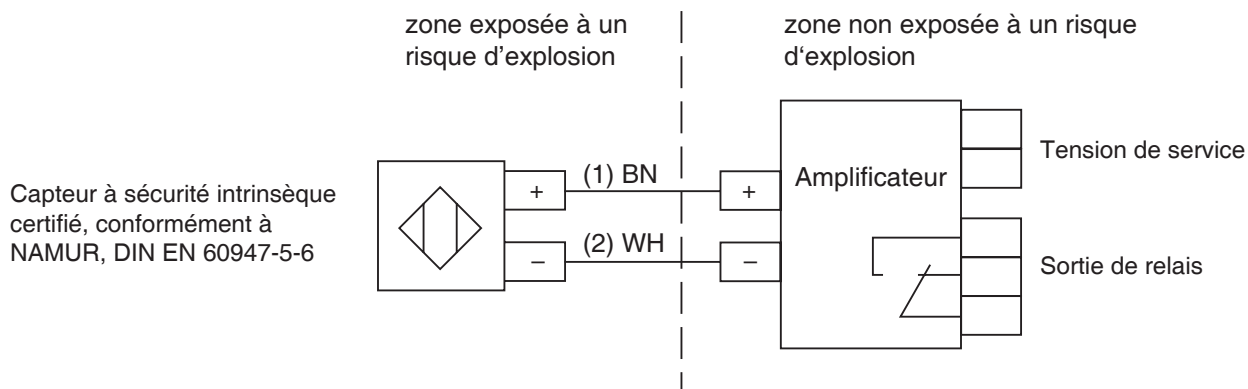 zone exposée à un
risque d'explosion
zone non exposée à un risque
d‘explosion
Capteur à sécurité intrinsèque
certifié, conformément à
NAMUR, DIN EN 60947-5-6
+
(1) BN
+
–
(2) WH
–
Amplificateur
Tension de service
Sortie de relais